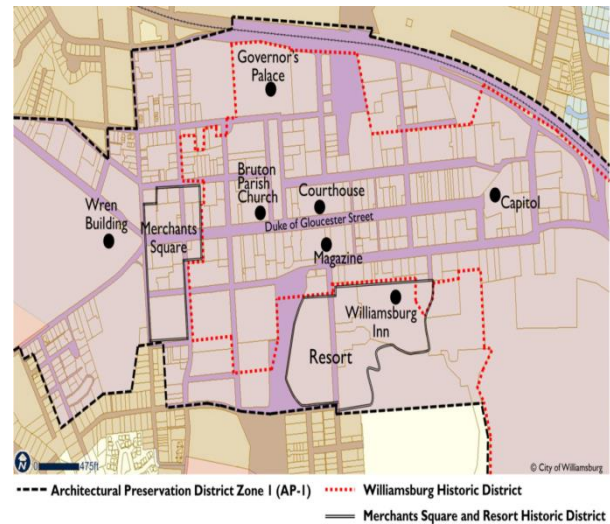 Governor's
Palace
Bruton
Parish
Church
Courthouse
Capitol
Wren
Building
Merchants
Square
Duke of Gloucester Street
Magazine
Williamsburg
Inn
Resort
N
0 475ft
© City of Williamsburg
Architectural Preservation District Zone 1 (AP-1)
Williamsburg Historic District
Merchants Square and Resort Historic District